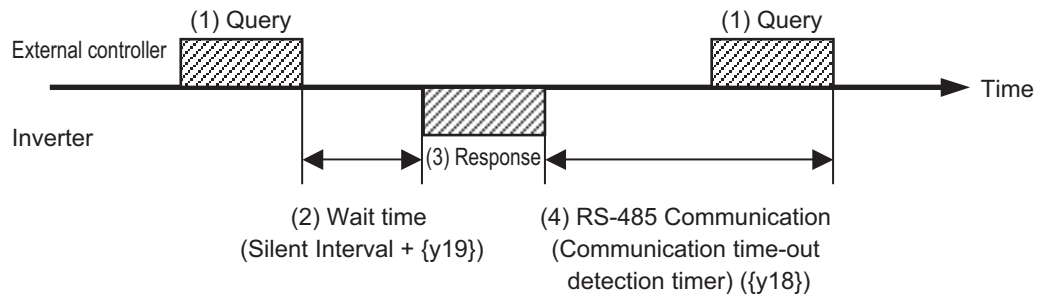 (1) Query
(1) Query
External controller
Time
Inverter
(3) Response
(2) Wait time
(Silent Interval + {y19})
(4) RS-485 Communication
(Communication time-out
detection timer) ({y18})